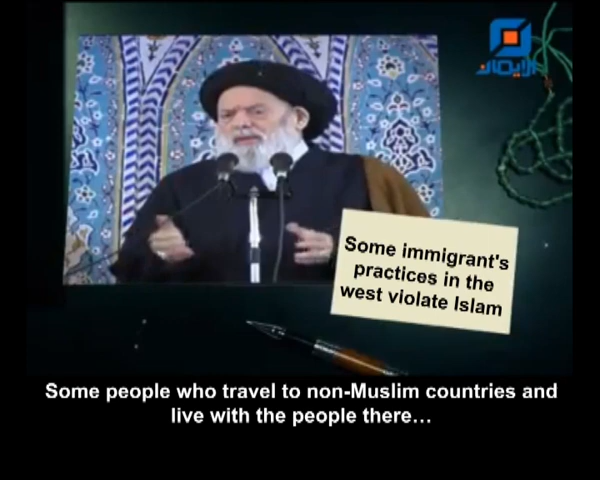 الإيمان
Some immigrant's
practices in the
west violate Islam
Some people who travel to non-Muslim countries and
live with the people there…